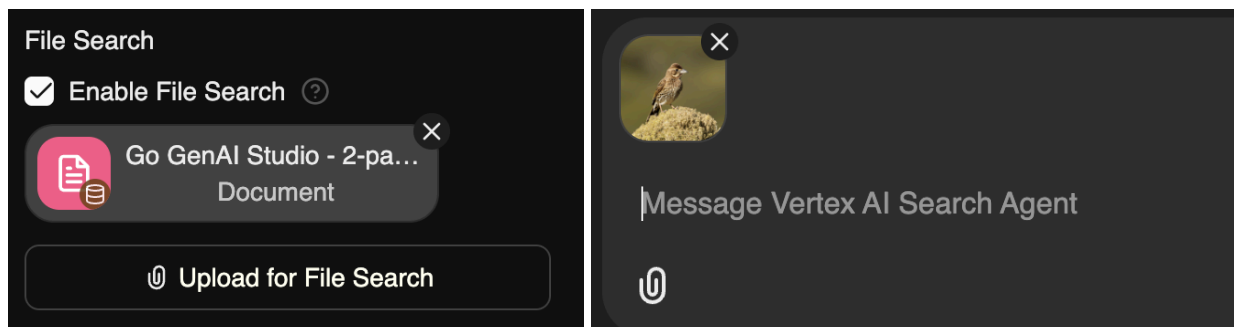 File Search
Enable File Search ?
Go GenAI Studio - 2-pa...
Document
Upload for File Search
Message Vertex AI Search Agent